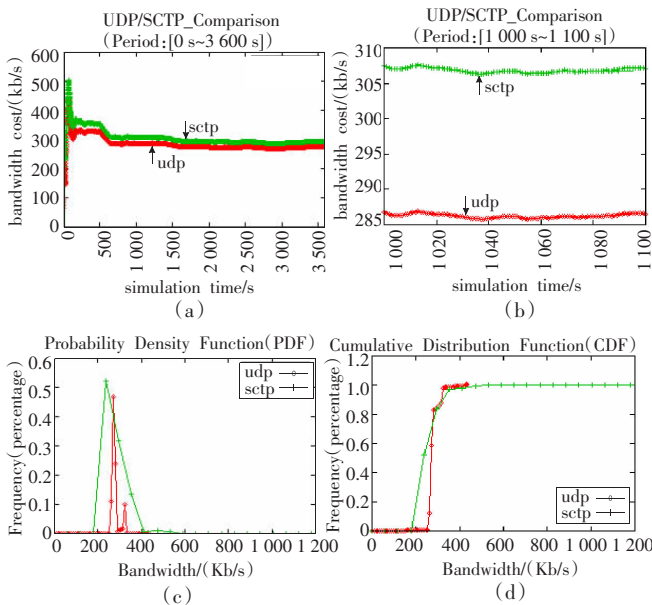 UDP/SCTP_Comparison
(Period:[0 s~3 600 s])
bandwidth cost/(kb/s)
600
500
400
300
200
100
0
sctp
udp
0
500
1 000
1 500
2 000
2 500
3 000
3 500
simulation time/s
(a)
UDP/SCTP_Comparison
(Period:[1 000 s~1 100 s])
bandwidth cost/(kb/s)
310
305
300
295
290
285
sctp
udp
1 000
1 020
1 040
1 060
1 080
1 100
simulation time/s
(b)
Probability Density Function(PDF)
Frequency(percentage)
0.6
0.5
0.4
0.3
0.2
0.1
0
udp
sctp
0 200 400 600 800 1 000 1 200
Bandwidth/(Kb/s)
(c)
Cumulative Distribution Function(CDF)
Frequency(percentage)
1.2
1.0
0.8
0.6
0.4
0.2
0
udp
sctp
0 200 400 600 800 1 000 1 200
Bandwidth/(Kb/s)
(d)